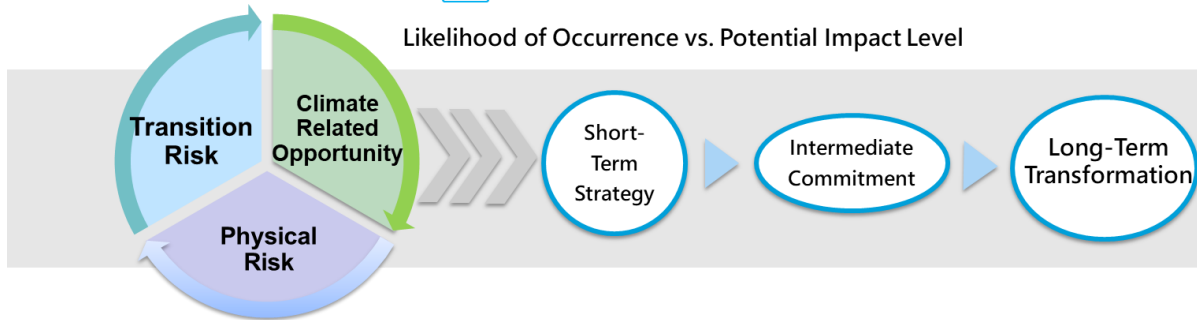 Likelihood of Occurrence vs. Potential Impact Level
Transition
Risk
Climate
Related
Opportunity
Physical
Risk
Short-
Term
Strategy
Intermediate
Commitment
Long-Term
Transformation